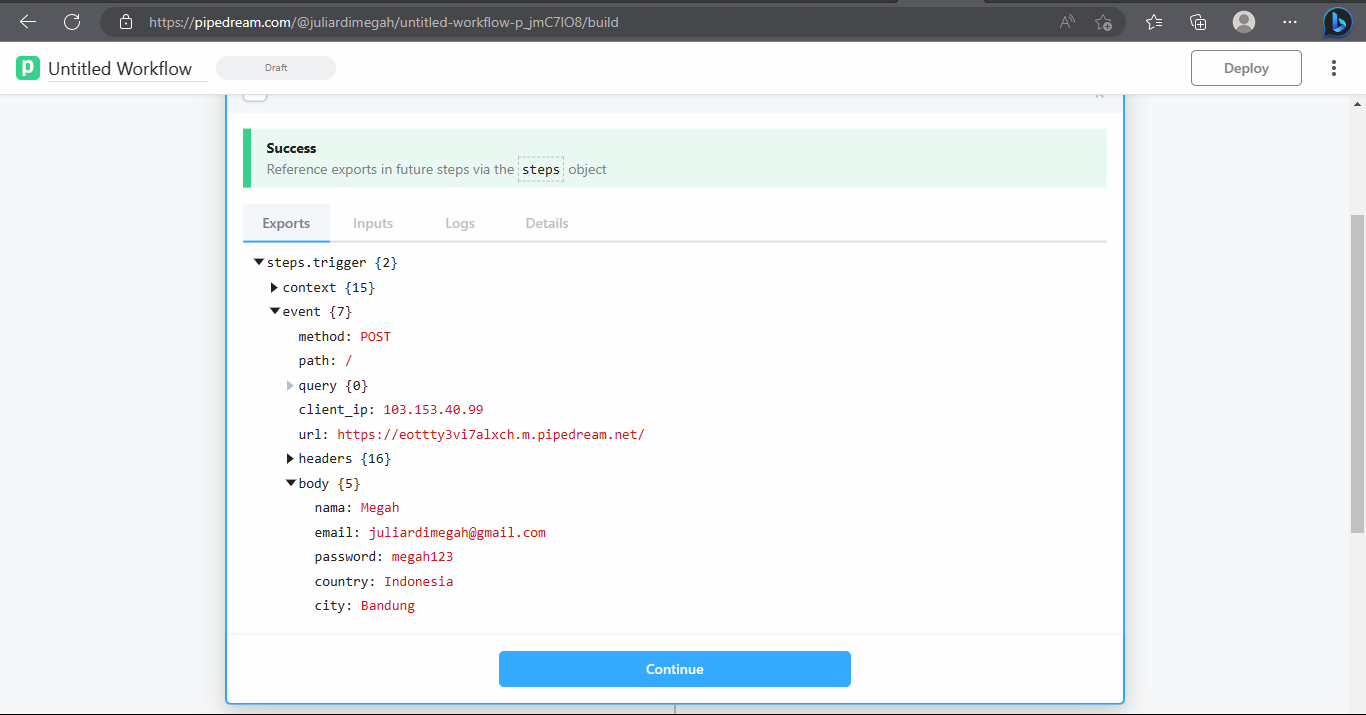 https://pipedream.com/@juliardimegah/untitled-workflow-p_jmC7IO8/build
Untitled Workflow Draft Deploy
Success
Reference exports in future steps via the steps object
Exports Inputs Logs Details
steps.trigger {2}
context {15}
event {7}
method: POST
path: /
query {0}
client_ip: 103.153.40.99
url: https://eottty3vi7alxch.m.pipedream.net/
headers {16}
body {5}
nama: Megah
email: juliardimegah@gmail.com
password: megah123
country: Indonesia
city: Bandung
Continue